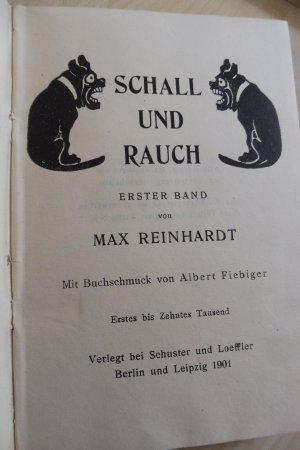 SCHALL
UND
RAUCH
ERSTER BAND
von
MAX REINHARDT
Mit Buchschmuck von Albert Fiebiger
Erstes bis Zehntes Tausend
Verlegt bei Schuster und Loeffler
Berlin und Leipzig 1901